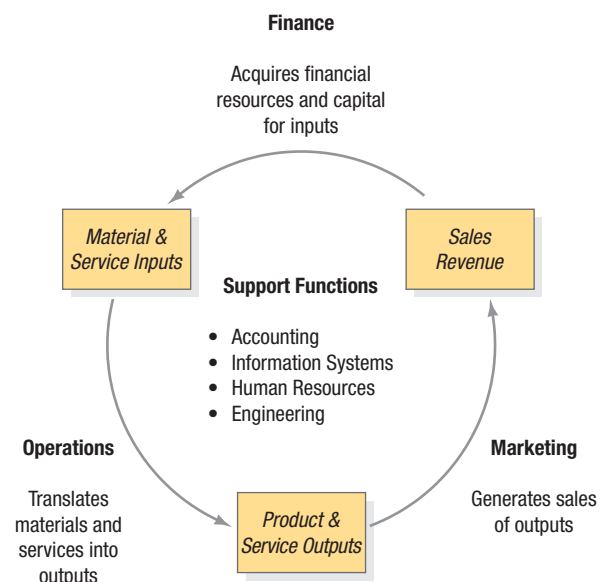 Finance
Acquires financial
resources and capital
for inputs
Material &
Service Inputs
Sales
Revenue
Support Functions
• Accounting
• Information Systems
• Human Resources
• Engineering
Operations
Translates
materials and
services into
outputs
Product &
Service Outputs
Marketing
Generates sales
of outputs